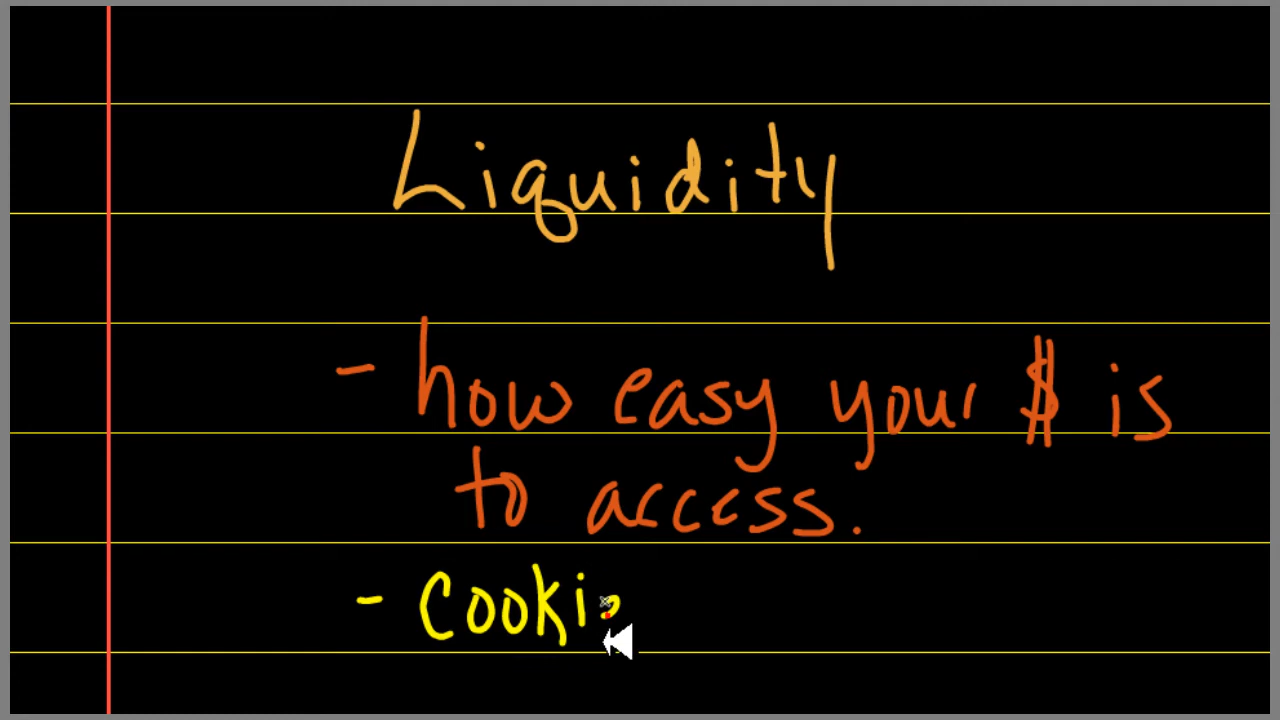 Liquidity
- how easy your $ is
to access.
- Cooki